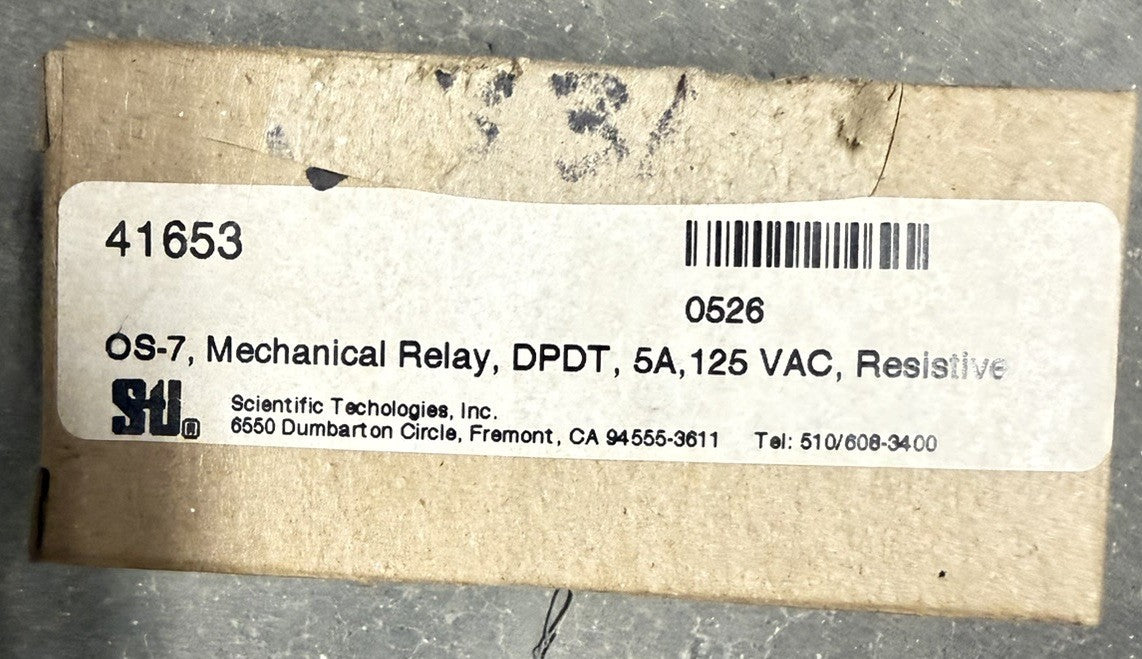 41653
0526
OS-7, Mechanical Relay, DPDT, 5A,125 VAC, Resistive
Sti®
Scientific Techologies, Inc.
6550 Dumbarton Circle, Fremont, CA 94555-3611 Tel: 510/608-3400